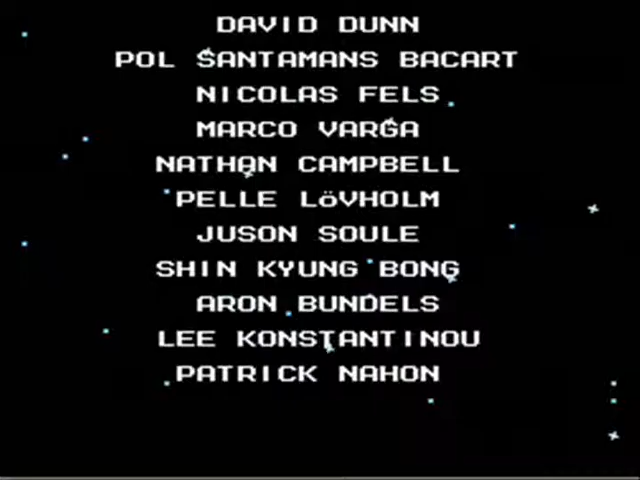 DAVID DUNN
POL SANTAMANS BACART
NICOLAS FELS
MARCO VARGA
NATHAN CAMPBELL
PELLE LöVHOLM
JUSON SOULE
SHIN KYUNG BONG
ARON BUNDELS
LEE KONSTANTINOU
PATRICK NAHON